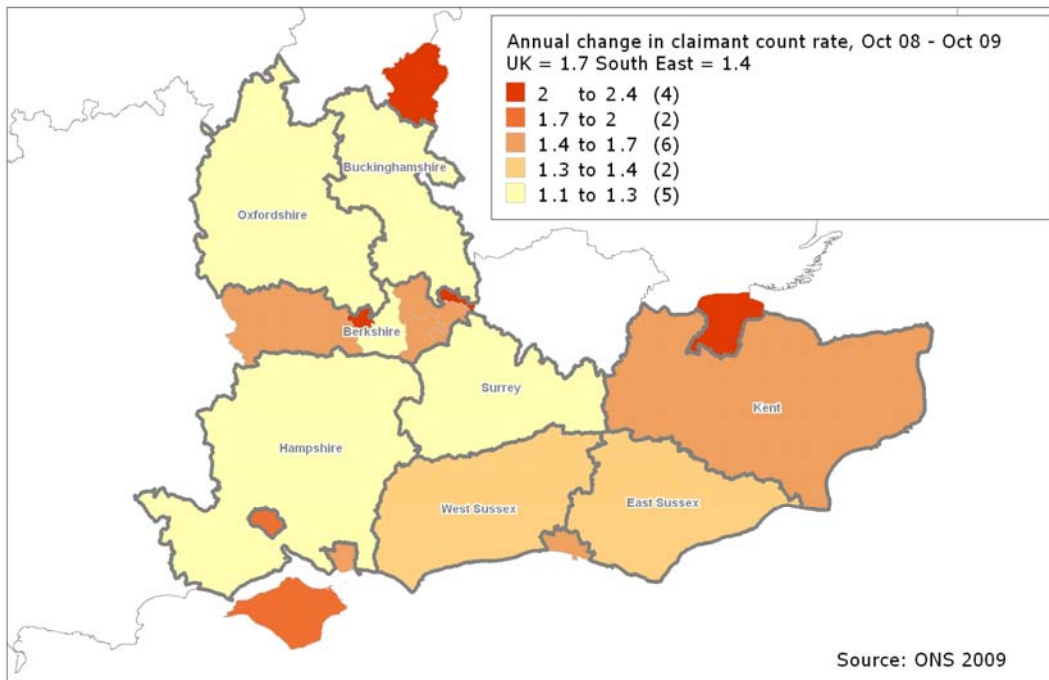 Annual change in claimant count rate, Oct 08 - Oct 09
UK = 1.7 South East = 1.4
2 to 2.4 (4)
1.7 to 2 (2)
1.4 to 1.7 (6)
1.3 to 1.4 (2)
1.1 to 1.3 (5)
Buckinghamshire
Oxfordshire
Berkshire
Surrey
Kent
Hampshire
West Sussex
East Sussex
Source: ONS 2009